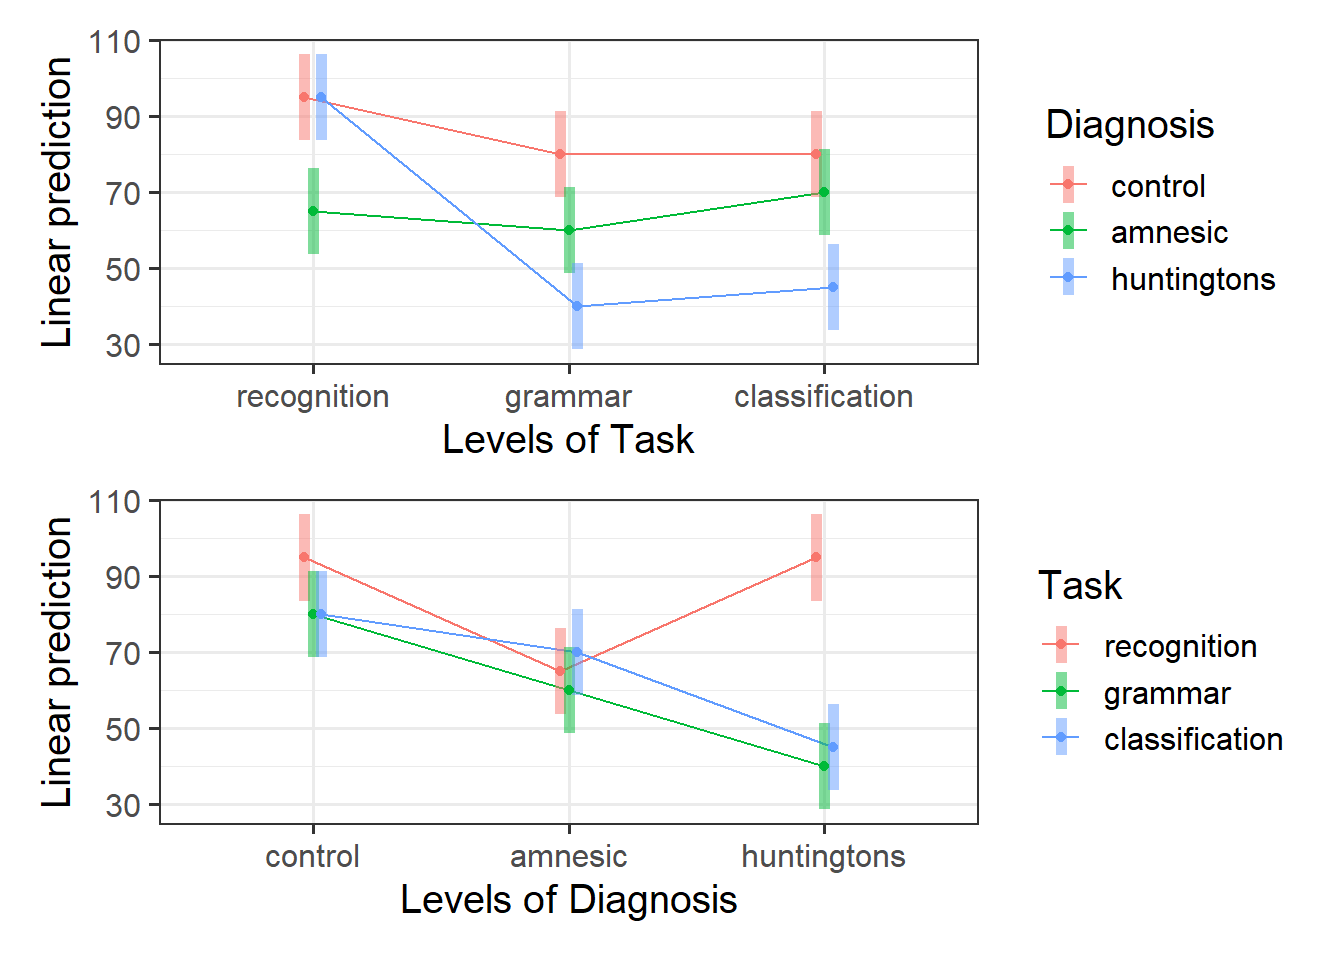 Linear prediction
110
90
70
50
30
recognition grammar classification
Levels of Task
Diagnosis
control
amnesic
huntingtons
Linear prediction
110
90
70
50
30
control amnesic huntingtons
Levels of Diagnosis
Task
recognition
grammar
classification